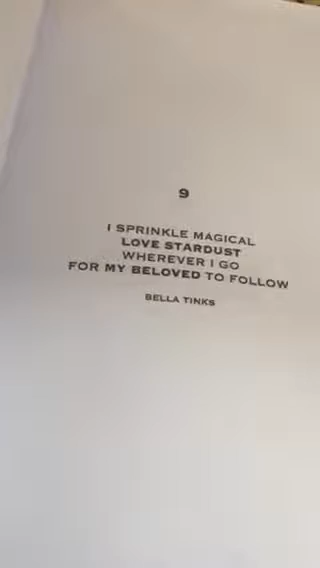 9
I SPRINKLE MAGICAL
LOVE STARDUST
WHEREVER I GO
FOR MY BELOVED TO FOLLOW
BELLA TINKS